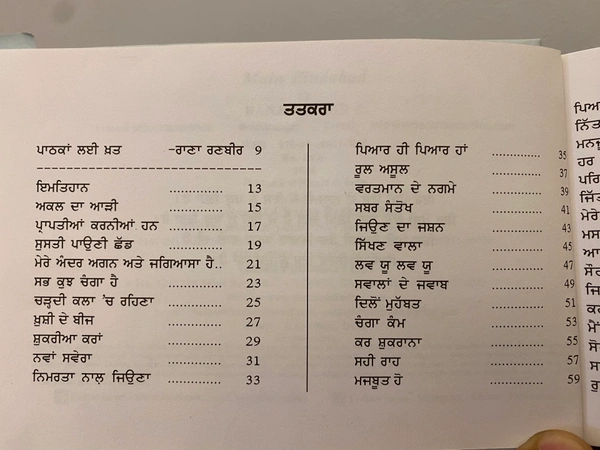 ਤਤਕਰਾ
ਪਾਠਕਾਂ ਲਈ ਖ਼ਤ -ਰਾਣਾ ਰਣਬੀਰ 9
ਇਮਤਿਹਾਨ ............ 13
ਅਕਲ ਦਾ ਆੜੀ ............ 15
ਪ੍ਰਾਪਤੀਆਂ ਕਰਨੀਆਂ ਹਨ ............ 17
ਸੁਸਤੀ ਪਾਉਣੀ ਛੱਡ ............ 19
ਮੇਰੇ ਅੰਦਰ ਅਗਨ ਅਤੇ ਜਗਿਆਸਾ ਹੈ.. 21
ਸਭ ਕੁਝ ਚੰਗਾ ਹੈ ............ 23
ਚੜ੍ਹਦੀ ਕਲਾ 'ਚ ਰਹਿਣਾ ............ 25
ਖ਼ੁਸ਼ੀ ਦੇ ਬੀਜ ............ 27
ਸ਼ੁਕਰੀਆ ਕਰਾਂ ............ 29
ਨਵਾਂ ਸਵੇਰਾ ............ 31
ਨਿਮਰਤਾ ਨਾਲ਼ ਜਿਉਣਾ ............ 33
ਪਿਆਰ ਹੀ ਪਿਆਰ ਹਾਂ ............ 35
ਰੂਲ ਅਸੂਲ ............ 37
ਵਰਤਮਾਨ ਦੇ ਨਗਮੇ ............ 39
ਸਬਰ ਸੰਤੋਖ ............ 41
ਜਿਉਣ ਦਾ ਜਸ਼ਨ ............ 43
ਸਿੱਖਣ ਵਾਲਾ ............ 45
ਲਵ ਯੂ ਲਵ ਯੂ ............ 47
ਸਵਾਲਾਂ ਦੇ ਜਵਾਬ ............ 49
ਦਿਲੋਂ ਮੁਹੱਬਤ ............ 51
ਚੰਗਾ ਕੰਮ ............ 53
ਕਰ ਸ਼ੁਕਰਾਨਾ ............ 55
ਸਹੀ ਰਾਹ ............ 57
ਮਜਬੂਤ ਹੋ ............ 59